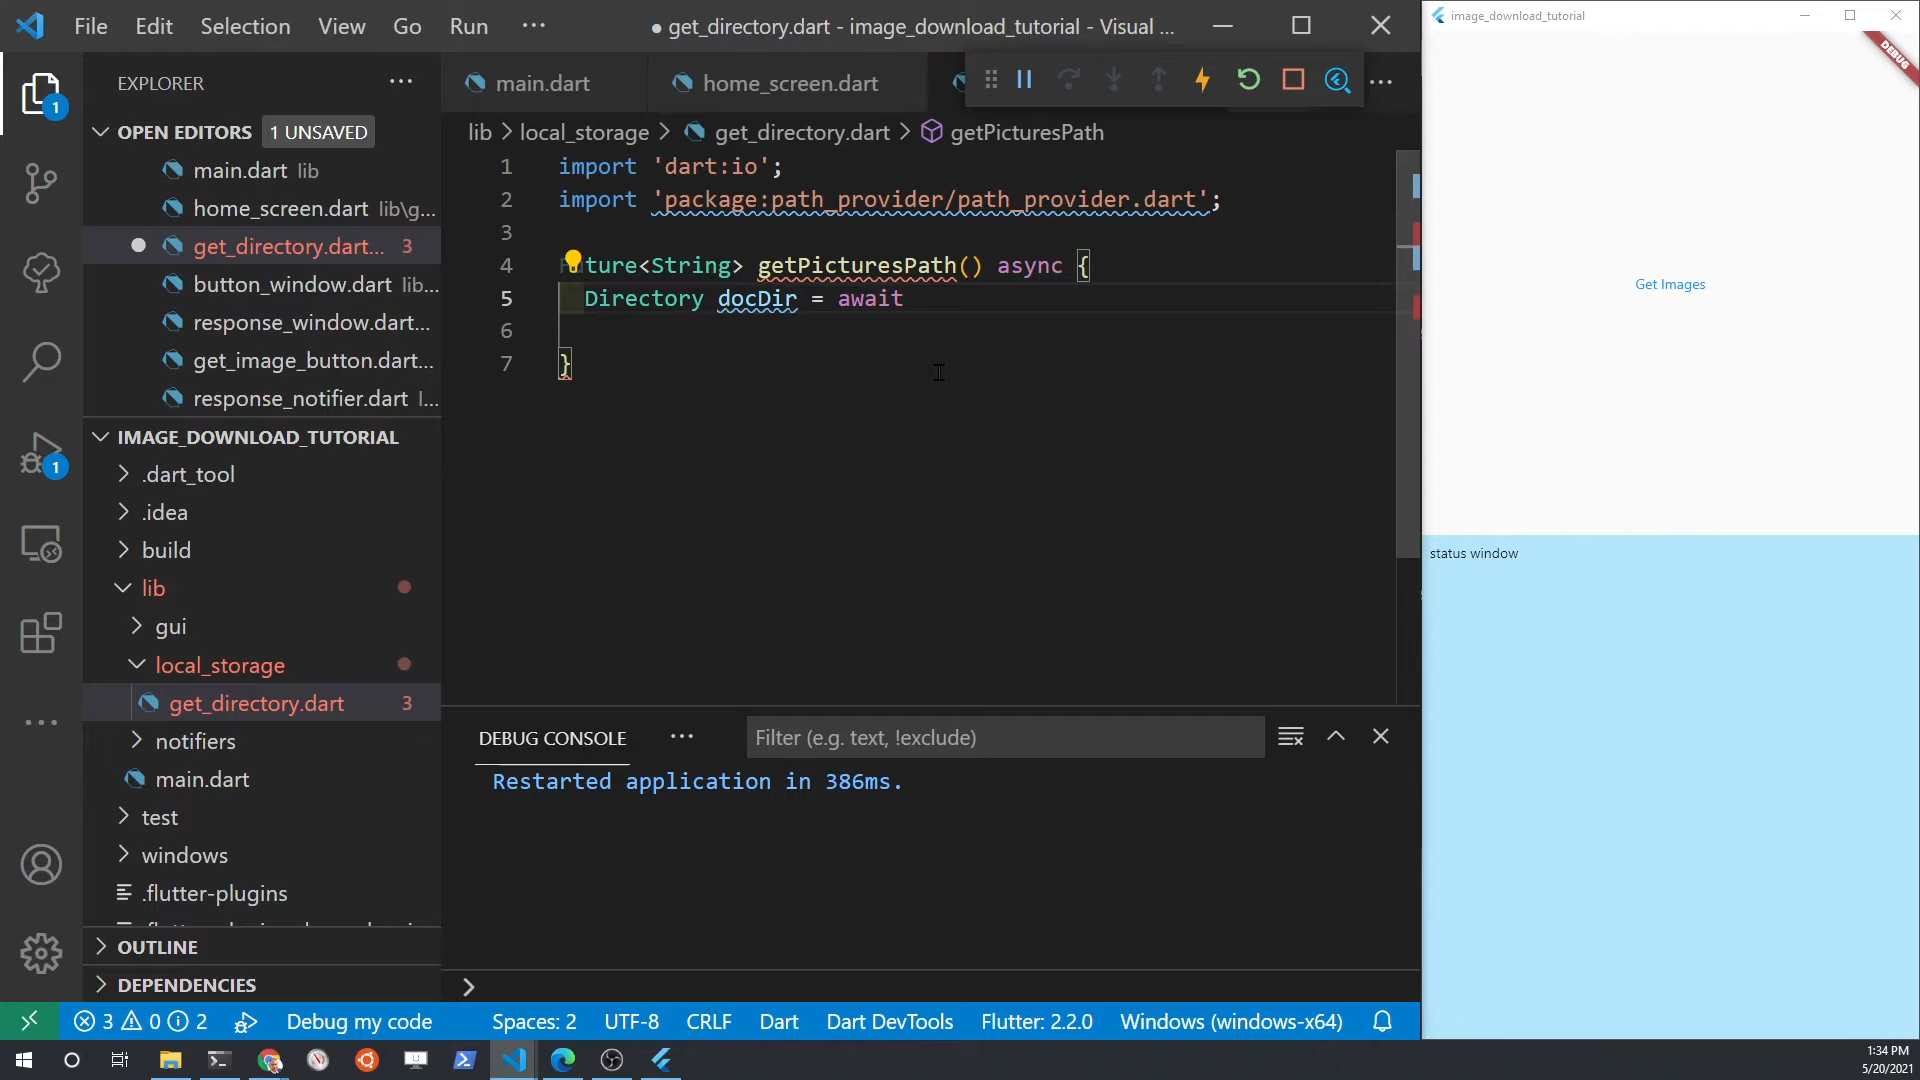 File Edit Selection View Go Run ··· ● get_directory.dart - image_download_tutorial - Visual ...
image_download_tutorial
DEBUG
EXPLORER ···
main.dart home_screen.dart ···
OPEN EDITORS 1 UNSAVED
main.dart lib
home_screen.dart lib\g...
get_directory.dart... 3
button_window.dart lib...
response_window.dart...
get_image_button.dart...
response_notifier.dart l...
IMAGE_DOWNLOAD_TUTORIAL
.dart_tool
.idea
build
lib
gui
local_storage
get_directory.dart 3
notifiers
main.dart
test
windows
.flutter-plugins
OUTLINE
DEPENDENCIES
1
1
lib > local_storage > get_directory.dart > getPicturesPath
1 import 'dart:io';
2 import 'package:path_provider/path_provider.dart';
3
4 Future<String> getPicturesPath() async {
5 Directory docDir = await
6
7 }
DEBUG CONSOLE ··· Filter (e.g. text, !exclude)
Restarted application in 386ms.
>
3 0 2 Debug my code Spaces: 2 UTF-8 CRLF Dart Dart DevTools Flutter: 2.2.0 Windows (windows-x64)
Get Images
status window
1:34 PM
5/20/2021